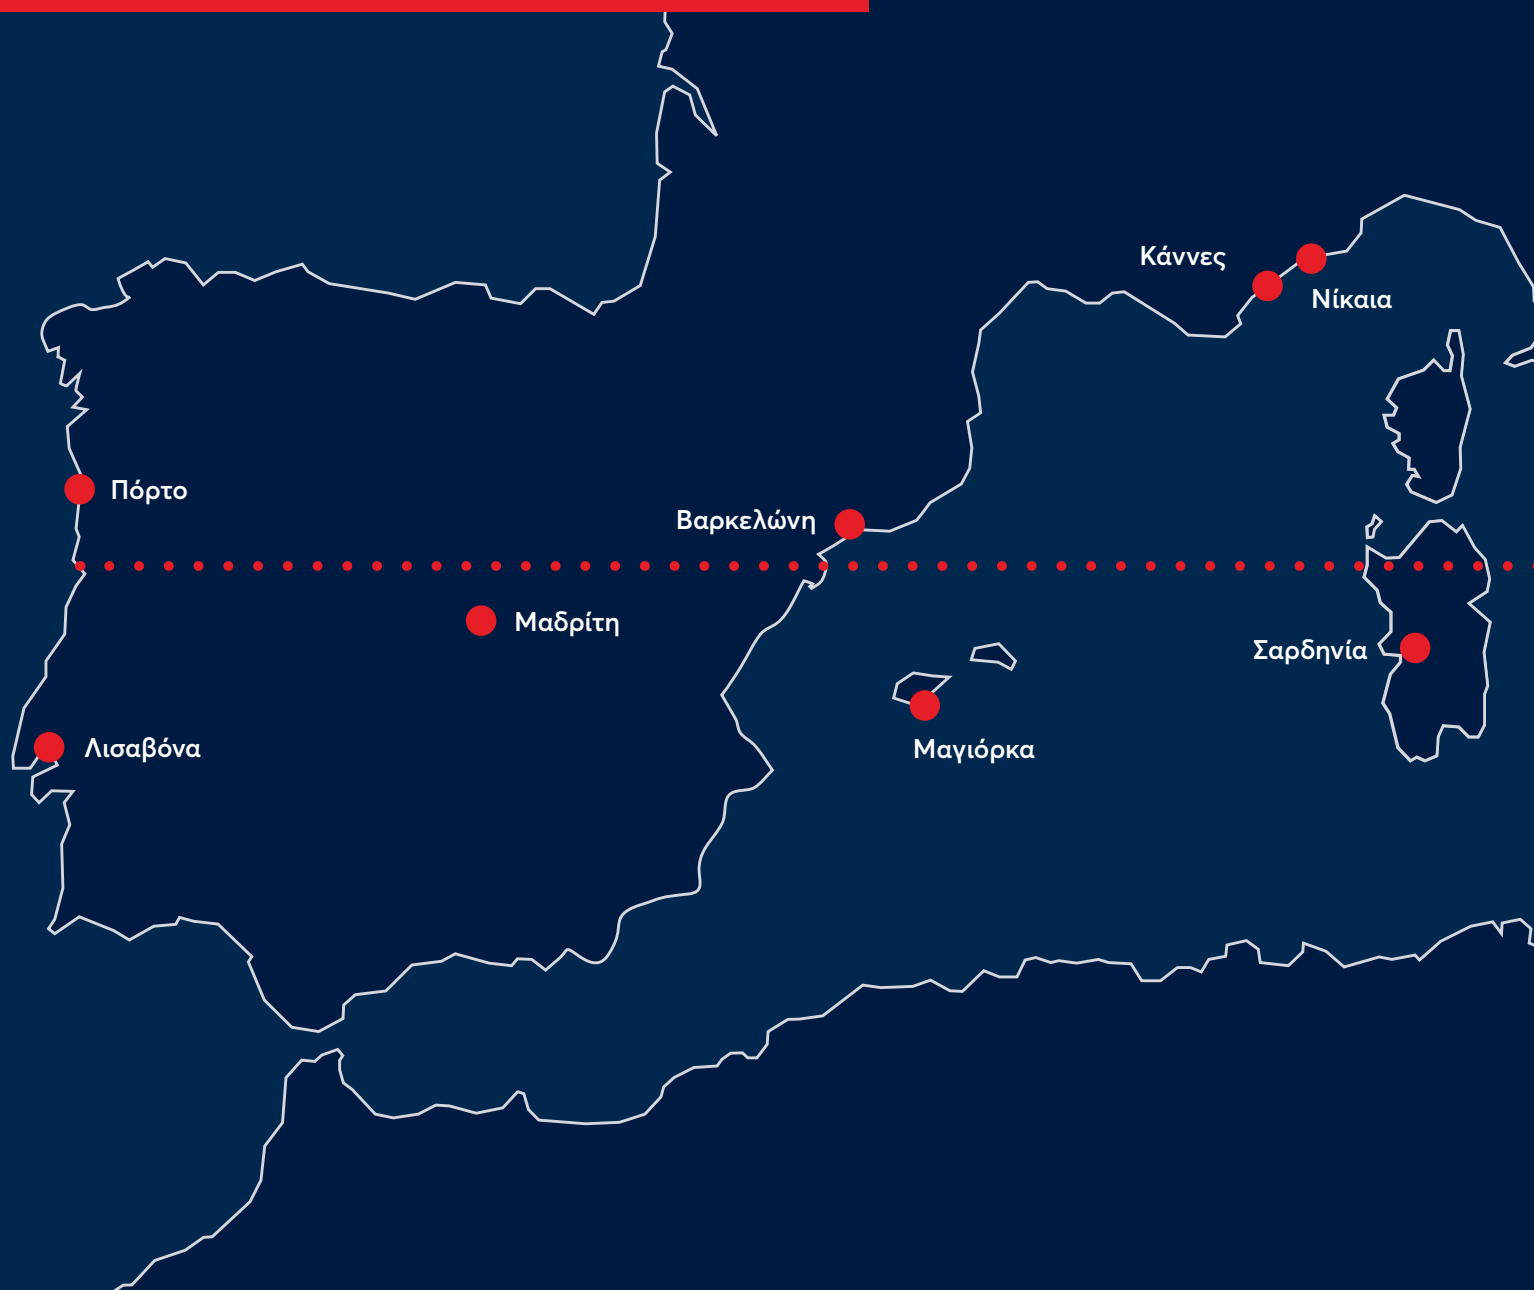 Κάννες
Νίκαια
Πόρτο
Βαρκελώνη
Μαδρίτη
Σαρδηνία
Λισαβόνα
Μαγιόρκα